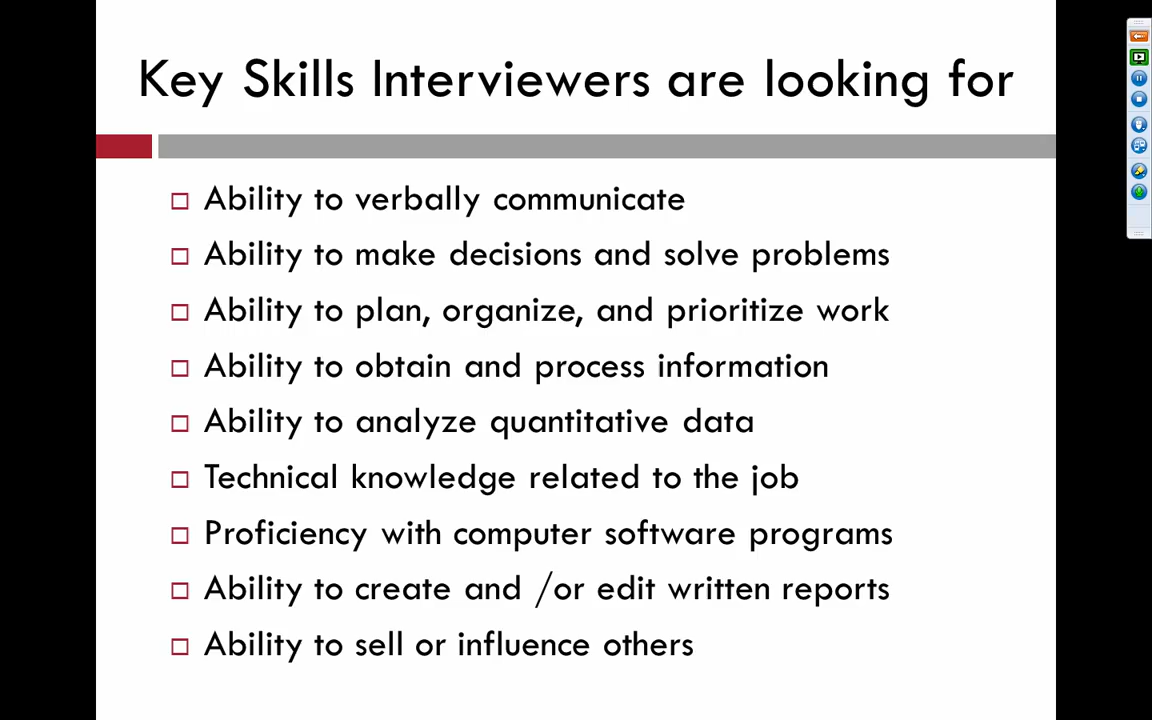 Key Skills Interviewers are looking for
Ability to verbally communicate
Ability to make decisions and solve problems
Ability to plan, organize, and prioritize work
Ability to obtain and process information
Ability to analyze quantitative data
Technical knowledge related to the job
Proficiency with computer software programs
Ability to create and /or edit written reports
Ability to sell or influence others